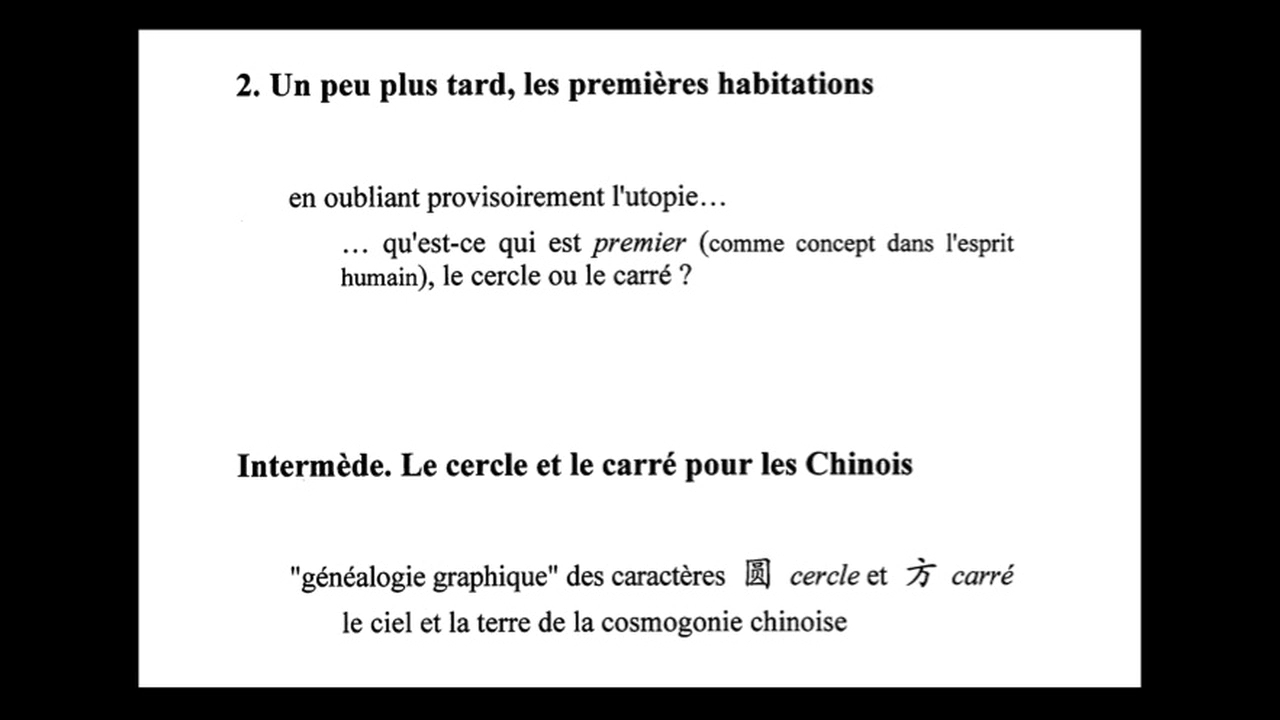 2. Un peu plus tard, les premières habitations
en oubliant provisoirement l'utopie…
… qu'est-ce qui est premier (comme concept dans l'esprit
humain), le cercle ou le carré ?
Intermède. Le cercle et le carré pour les Chinois
"généalogie graphique" des caractères 圆 cercle et 方 carré
le ciel et la terre de la cosmogonie chinoise